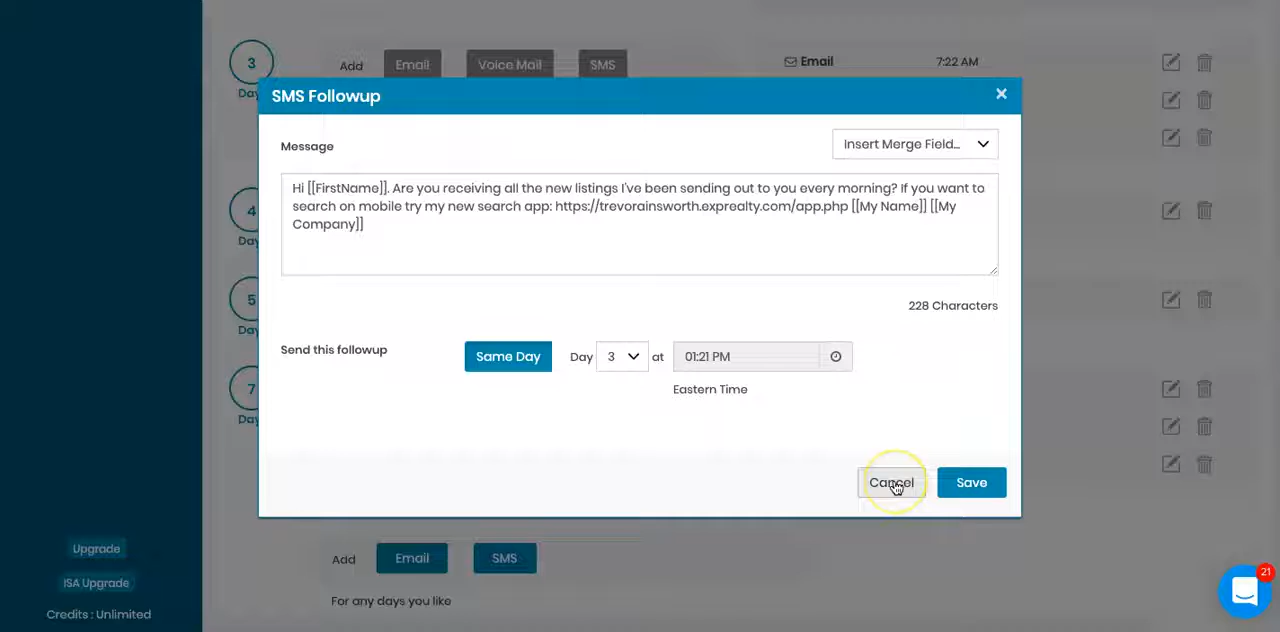 3
Day
Add
Email
Voice Mail
SMS
Email
7:22 AM
SMS Followup
Message
Insert Merge Field...
Hi [[FirstName]]. Are you receiving all the new listings I've been sending out to you every morning? If you want to
search on mobile try my new search app: https://trevorainsworth.exprealty.com/app.php [[My Name]] [[My
Company]]
228 Characters
4
Day
5
Day
Send this followup
Same Day
Day
3
at
01:21 PM
Eastern Time
7
Day
Cancel
Save
Add
Email
SMS
For any days you like
Upgrade
ISA Upgrade
Credits : Unlimited
21